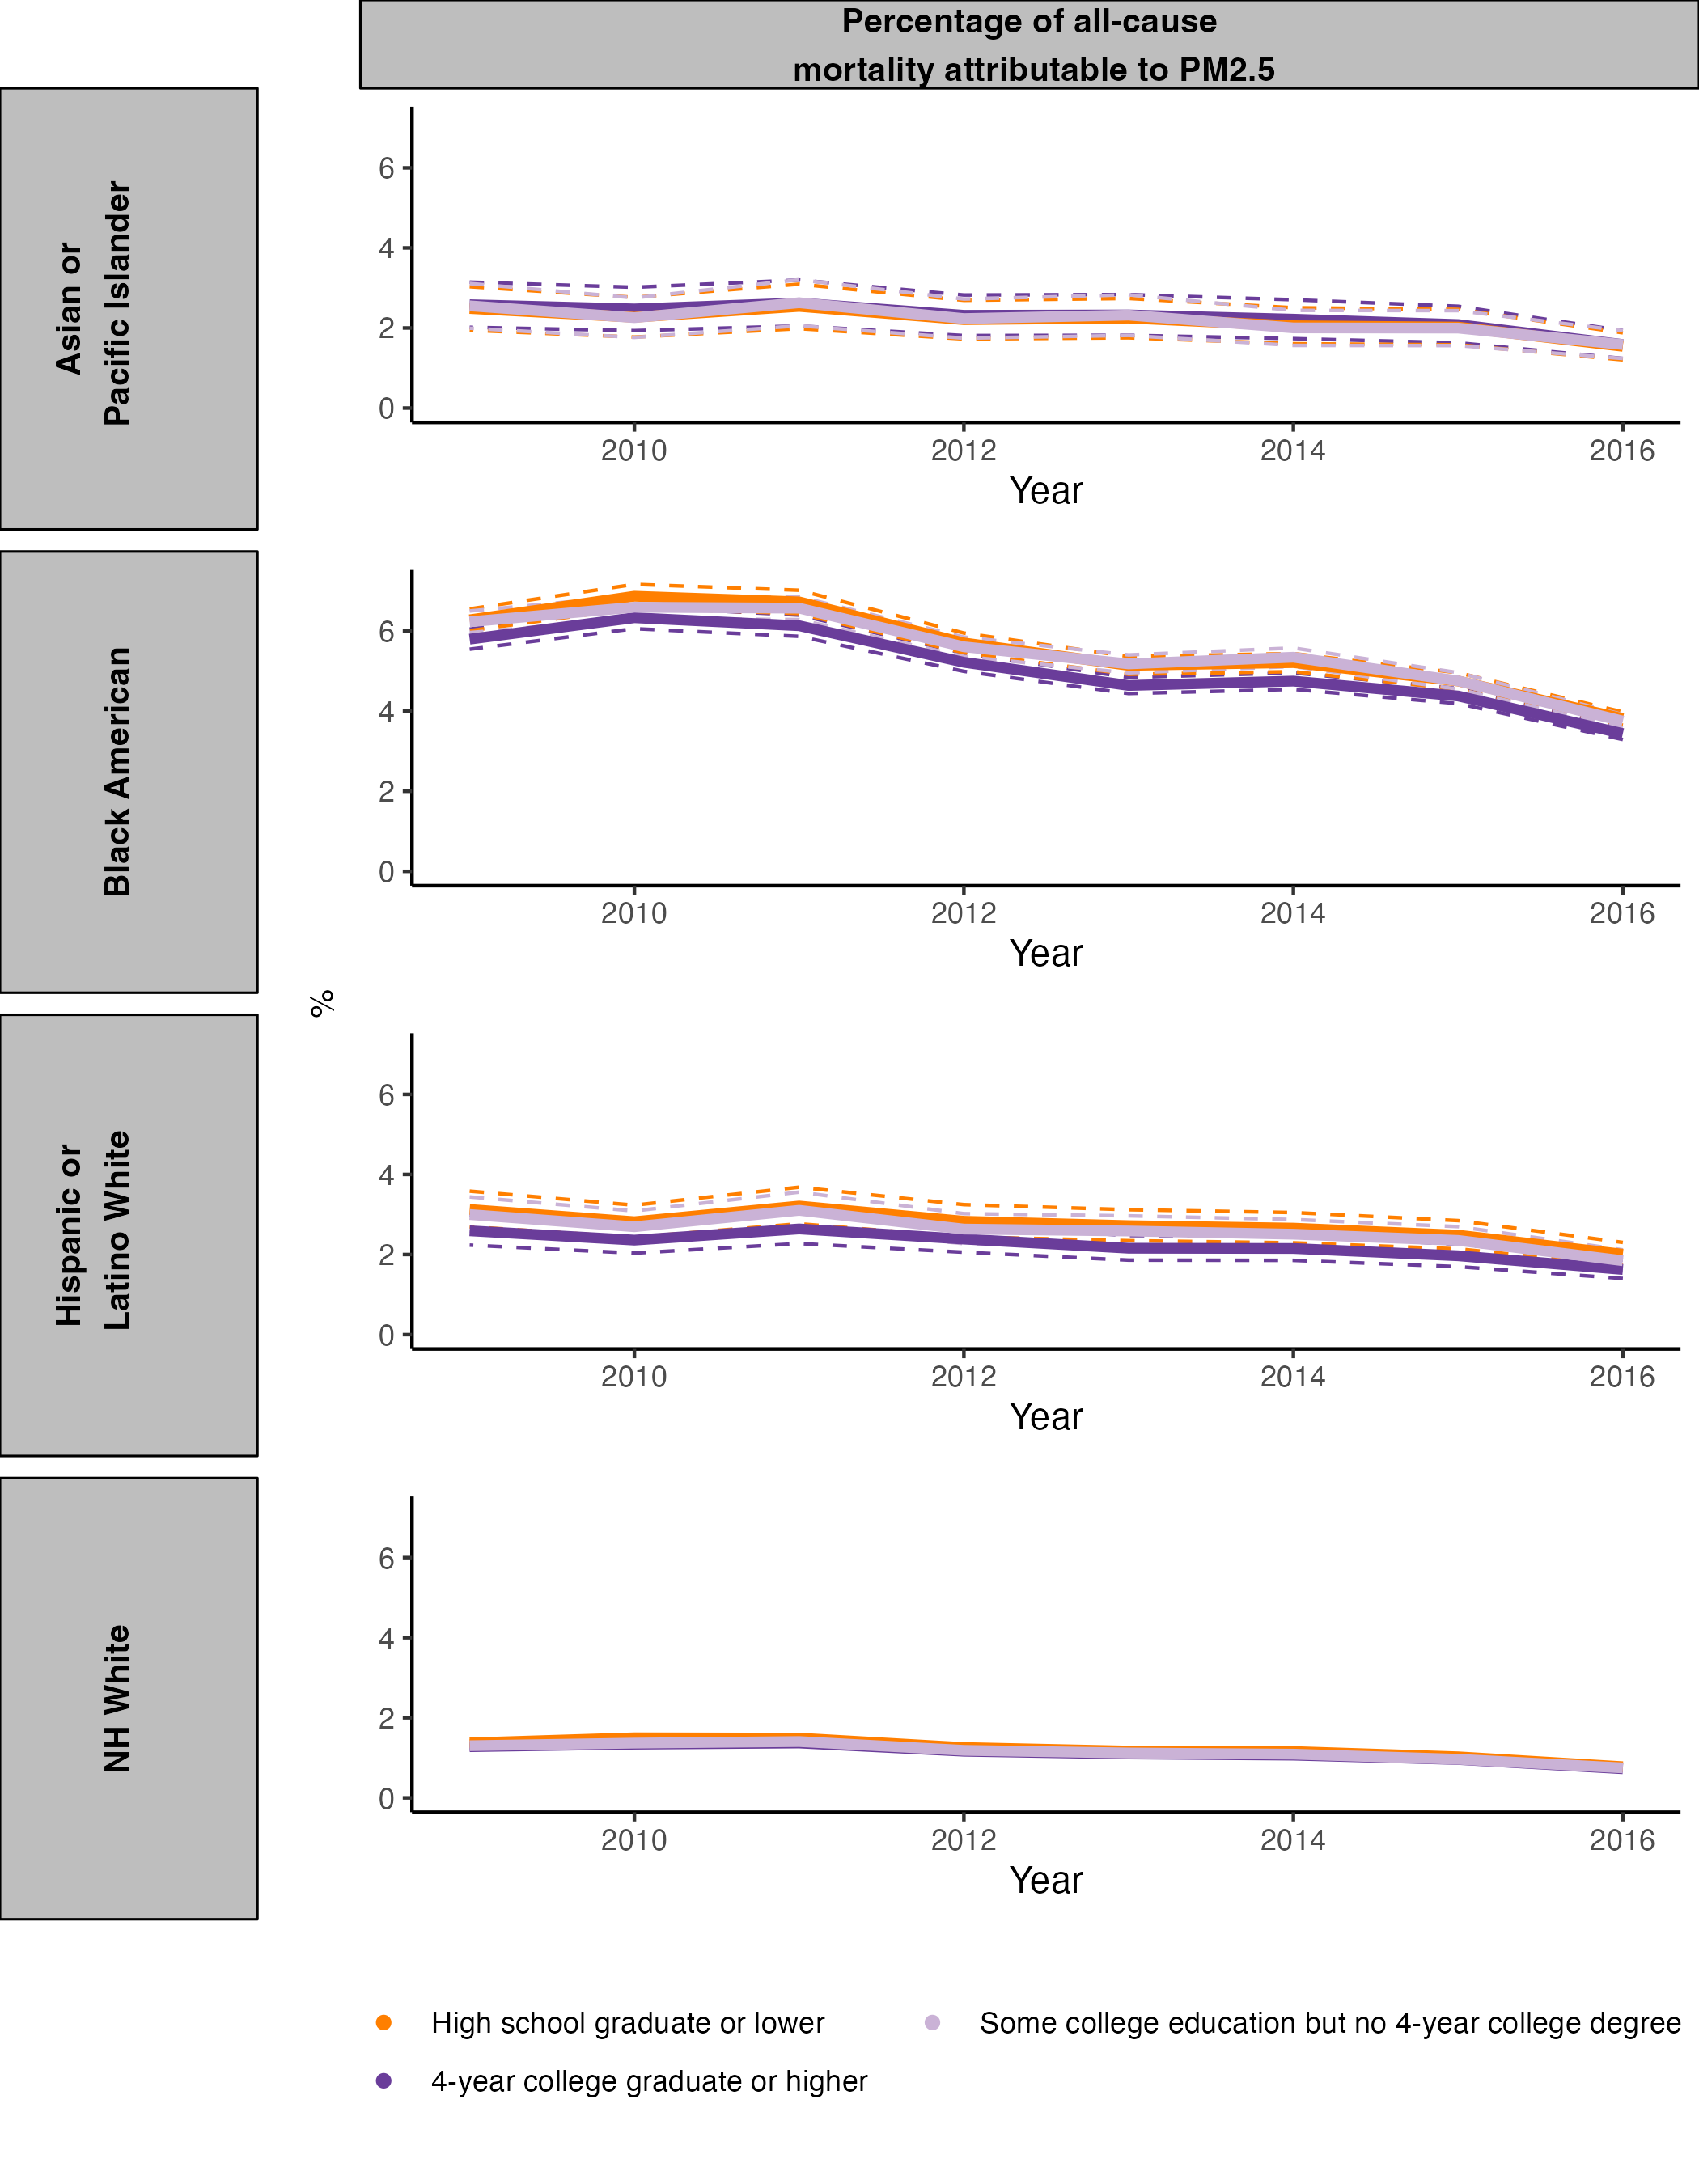 Percentage of all-cause
mortality attributable to PM2.5
Asian or
Pacific Islander
6
4
2
0
2010 2012 2014 2016
Year
Black American
6
4
2
0
2010 2012 2014 2016
Year
%
Hispanic or
Latino White
6
4
2
0
2010 2012 2014 2016
Year
NH White
6
4
2
0
2010 2012 2014 2016
Year
High school graduate or lower
Some college education but no 4-year college degree
4-year college graduate or higher